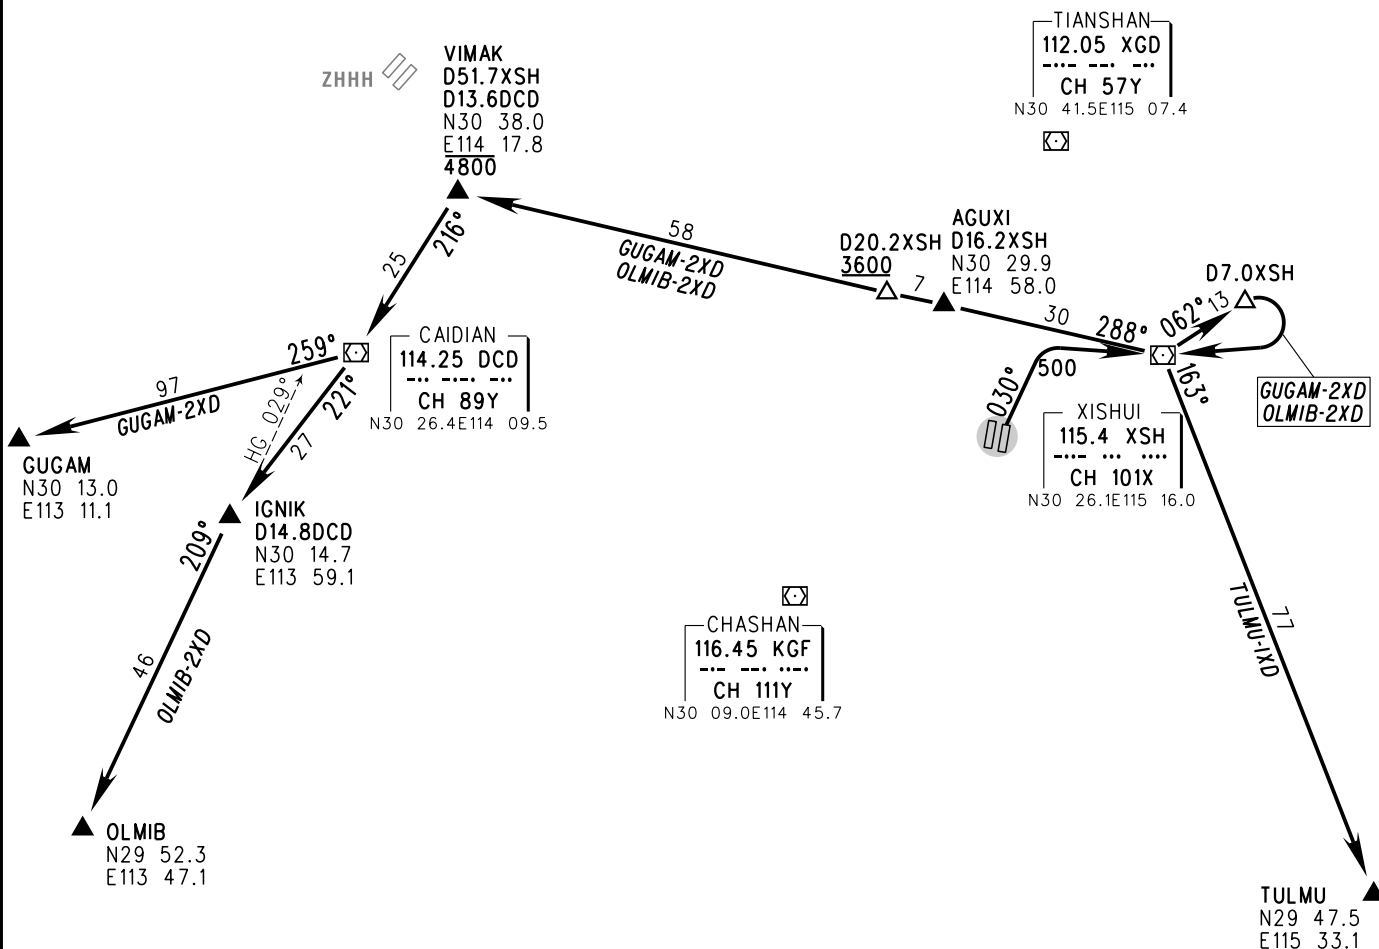 TIANSHAN
112.05 XGD
CH 57Y
N30 41.5E115 07.4
ZHHH
VIMAK
D51.7XSH
D13.6DCD
N30 38.0
E114 17.8
4800
216°
25
58
GUGAM-2XD
OLMIB-2XD
D20.2XSH
3600
7
AGUXI
D16.2XSH
N30 29.9
E114 58.0
30
288°
062°
13
D7.0XSH
GUGAM-2XD
OLMIB-2XD
500
030°
163°
XISHUI
115.4 XSH
CH 101X
N30 26.1E115 16.0
CAIDIAN
114.25 DCD
CH 89Y
N30 26.4E114 09.5
259°
97
GUGAM-2XD
HG 029°
221°
27
GUGAM
N30 13.0
E113 11.1
IGNIK
D14.8DCD
N30 14.7
E113 59.1
209°
46
OLMIB-2XD
OLMIB
N29 52.3
E113 47.1
CHASHAN
116.45 KGF
CH 111Y
N30 09.0E114 45.7
77
TULMU-1XD
TULMU
N29 47.5
E115 33.1